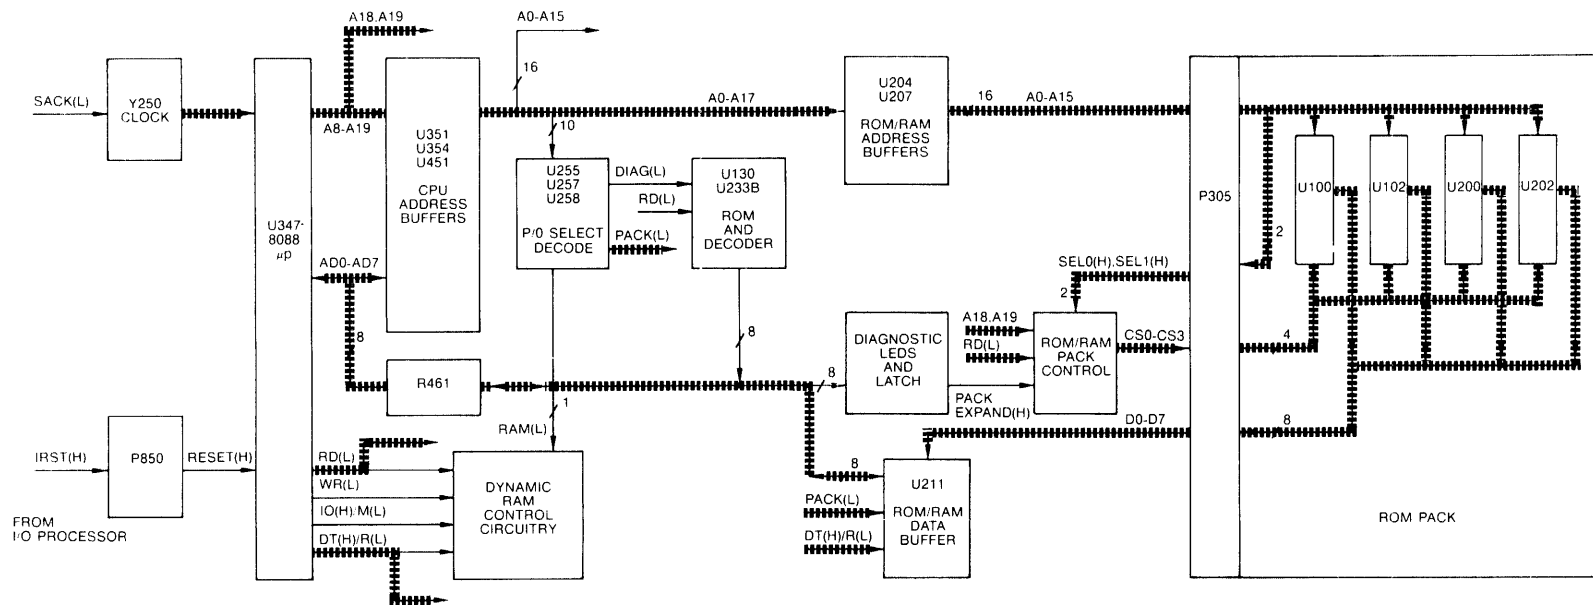 A18.A19
A0-A15
SACK(L)
Y250
CLOCK
16
A8-A19
U351
U354
U451
CPU
ADDRESS
BUFFERS
A0-A17
10
U204
U207
ROM/RAM
ADDRESS
BUFFERS
16
A0-A15
U255
U257
U258
P/0 SELECT
DECODE
DIAG(L)
RD(L)
PACK(L)
U130
U233B
ROM
AND
DECODER
P305
U100
U102
U200
U202
2
U347-
8088
µp
AD0-AD7
8
SEL0(H).SEL1(H)
2
8
R461
DIAGNOSTIC
LEDS
AND
LATCH
8
A18.A19
RD(L)
ROM/RAM
PACK
CONTROL
CS0-CS3
4
PACK
EXPAND(H)
1
RAM(L)
D0-D7
8
IRST(H)
P850
RESET(H)
RD(L)
WR(L)
IO(H)/M(L)
DT(H)/R(L)
DYNAMIC
RAM
CONTROL
CIRCUITRY
8
PACK(L)
DT(H)/R(L)
U211
ROM/RAM
DATA
BUFFER
FROM
I/O PROCESSOR
ROM PACK